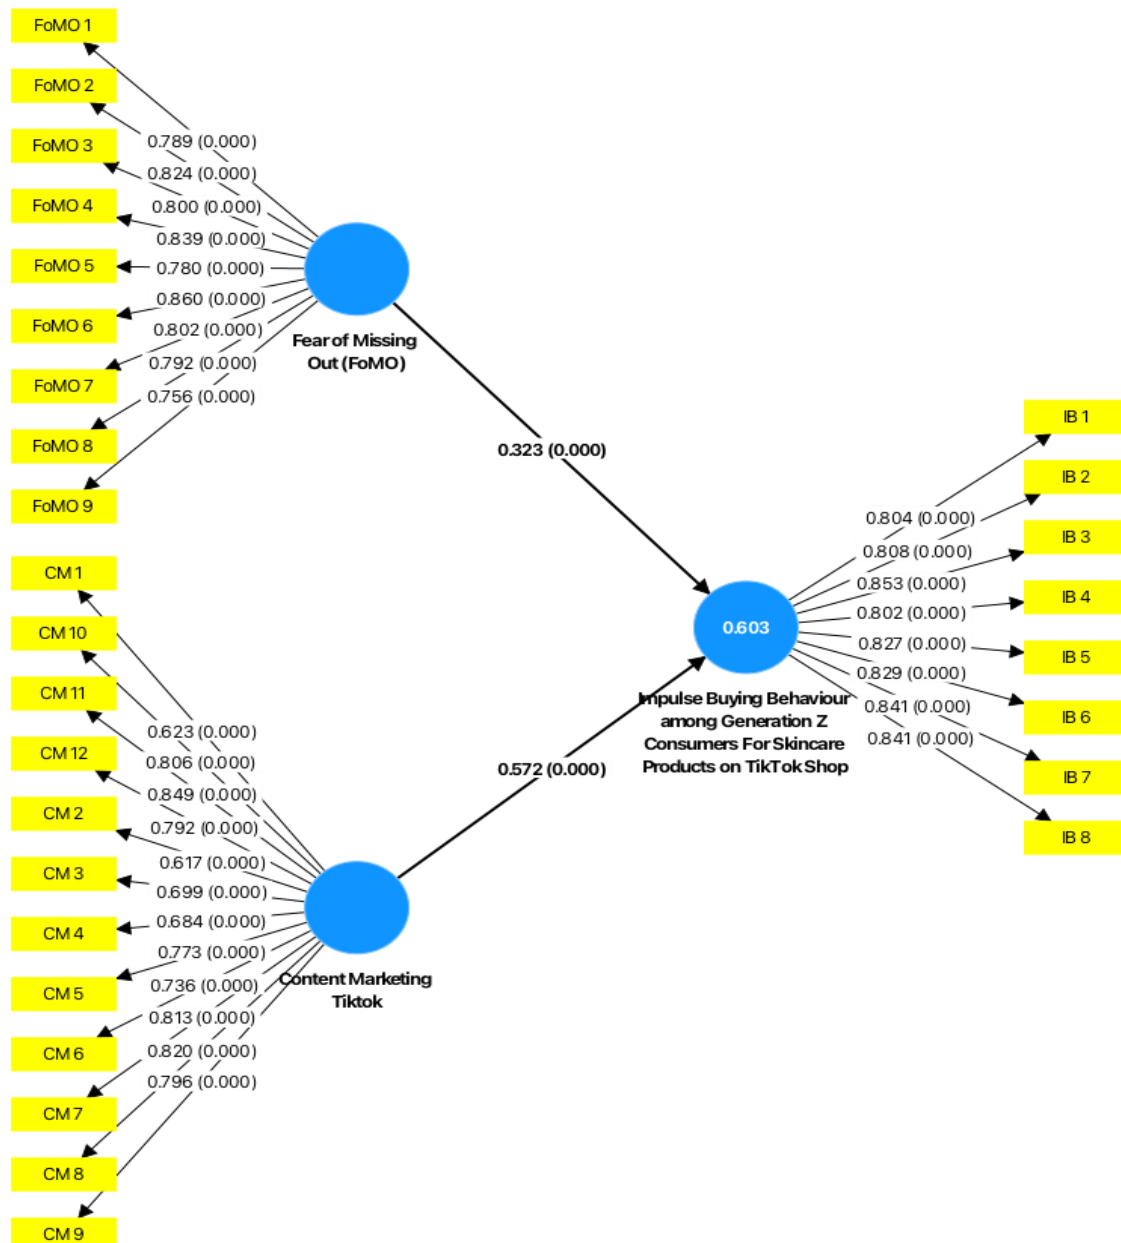 FoMO 1
FoMO 2
FoMO 3
FoMO 4
FoMO 5
FoMO 6
FoMO 7
FoMO 8
FoMO 9
0.789 (0.000)
0.824 (0.000)
0.800 (0.000)
0.839 (0.000)
0.780 (0.000)
0.860 (0.000)
0.802 (0.000)
0.792 (0.000)
0.756 (0.000)
Fear of Missing
Out (FoMO)
0.323 (0.000)
CM 1
CM 10
CM 11
CM 12
CM 2
CM 3
CM 4
CM 5
CM 6
CM 7
CM 8
CM 9
0.623 (0.000)
0.806 (0.000)
0.849 (0.000)
0.792 (0.000)
0.617 (0.000)
0.699 (0.000)
0.684 (0.000)
0.773 (0.000)
0.736 (0.000)
0.813 (0.000)
0.820 (0.000)
0.796 (0.000)
Content Marketing
Tiktok
0.572 (0.000)
0.603
Impulse Buying Behaviour
among Generation Z
Consumers For Skincare
Products on TikTok Shop
0.804 (0.000)
0.808 (0.000)
0.853 (0.000)
0.802 (0.000)
0.827 (0.000)
0.829 (0.000)
0.841 (0.000)
0.841 (0.000)
IB 1
IB 2
IB 3
IB 4
IB 5
IB 6
IB 7
IB 8